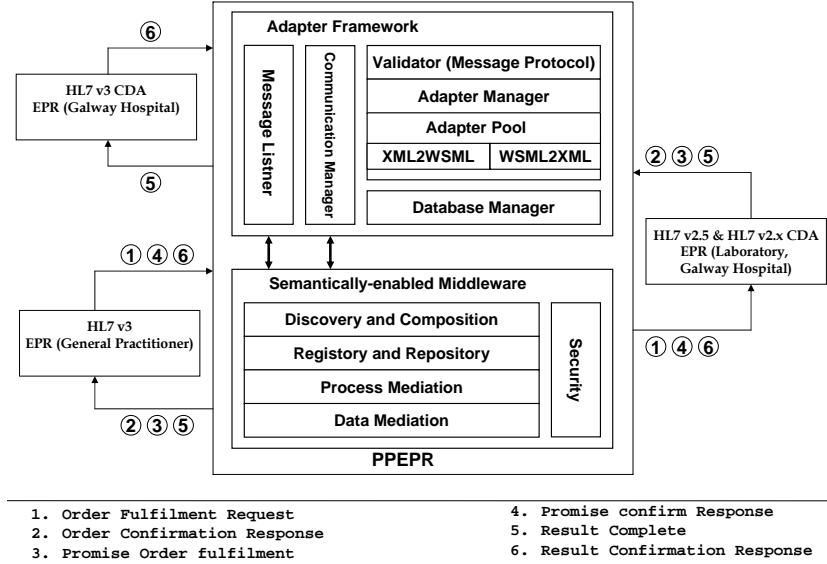 Adapter Framework
Message Listner
Communication Manager
Validator (Message Protocol)
Adapter Manager
Adapter Pool
XML2WSML
WSML2XML
Database Manager
6
HL7 v3 CDA
EPR (Galway Hospital)
5
1 4 6
HL7 v3
EPR (General Practitioner)
2 3 5
2 3 5
HL7 v2.5 & HL7 v2.x CDA
EPR (Laboratory,
Galway Hospital)
1 4 6
Semantically-enabled Middleware
Discovery and Composition
Registory and Repository
Process Mediation
Data Mediation
Security
PPEPR
1. Order Fulfilment Request
2. Order Confirmation Response
3. Promise Order fulfilment
4. Promise confirm Response
5. Result Complete
6. Result Confirmation Response